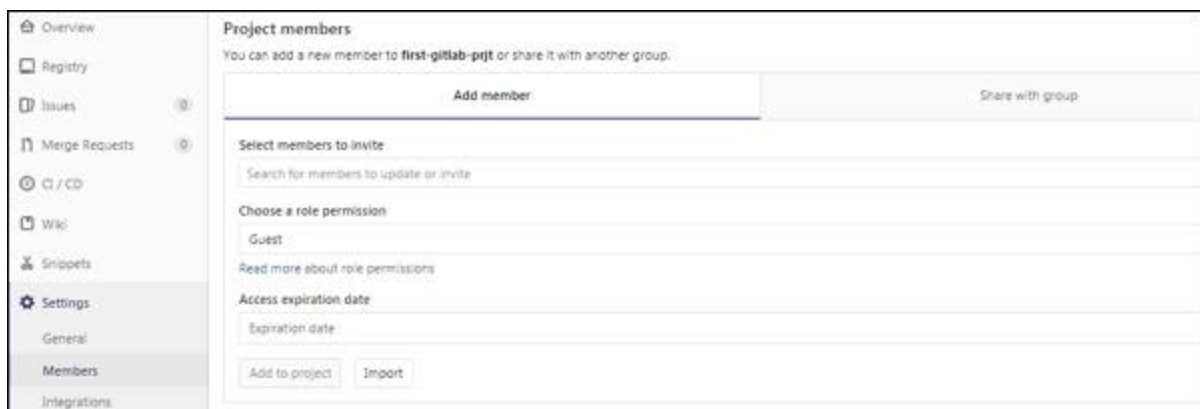 Overview
Registry
Issues 0
Merge Requests 0
CI / CD
Wiki
Snippets
Settings
General
Members
Integrations
Project members
You can add a new member to first-gitlab-prjt or share it with another group.
Add member
Share with group
Select members to invite
Search for members to update or invite
Choose a role permission
Guest
Read more about role permissions
Access expiration date
Expiration date
Add to project
Import